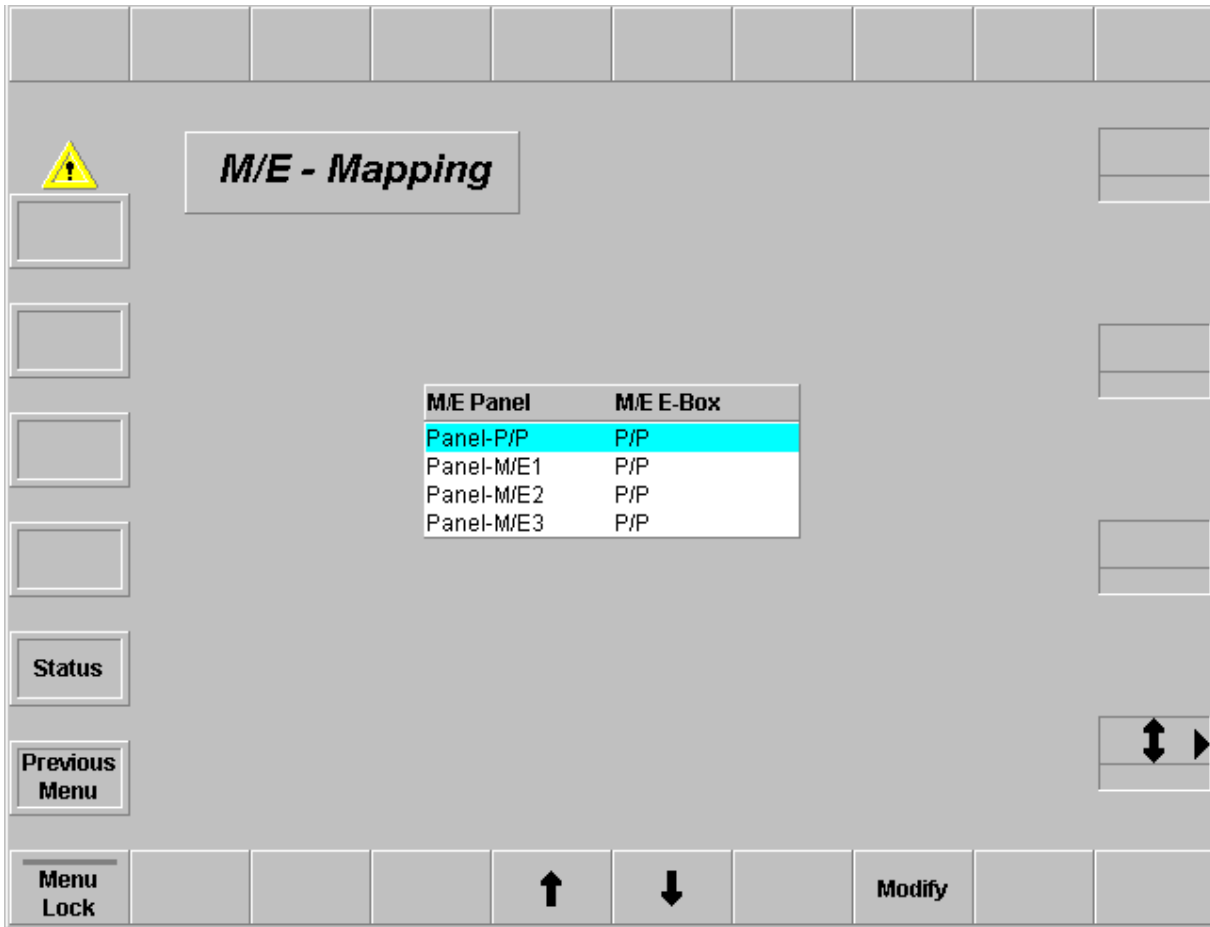 M/E - Mapping
M/E Panel M/E E-Box
Panel-P/P P/P
Panel-M/E1 P/P
Panel-M/E2 P/P
Panel-M/E3 P/P
Status
Previous
Menu
Menu
Lock
Modify